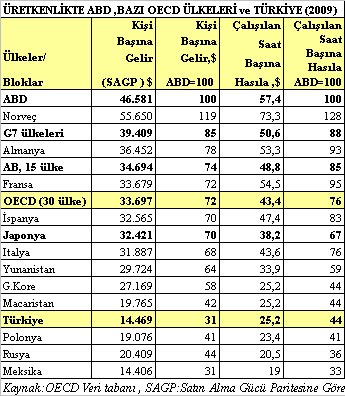 ÜRETKENLİKTE ABD ,BAZI OECD ÜLKELERİ ve TÜRKİYE (2009)
Ülkeler/ Bloklar | Kişi Başına Gelir (SAGP ) $ | Kişi Başına Gelir,$ ABD=100 | Çalışılan Saat Başına Hasıla ,$ | Çalışılan Saat Başına Hasıla ABD=100
ABD 46.581 100 57,4 100
Norveç 55.650 119 73,3 128
G7 ülkeleri 39.409 85 50,6 88
Almanya 36.452 78 53,3 93
AB, 15 ülke 34.694 74 48,8 85
Fransa 33.679 72 54,5 95
OECD (30 ülke) 33.697 72 43,4 76
İspanya 32.565 70 47,4 83
Japonya 32.421 70 38,2 67
Italya 31.887 68 43,6 76
Yunanistan 29.724 64 33,9 59
G.Kore 27.169 58 25,2 44
Macaristan 19.765 42 25,2 44
Türkiye 14.469 31 25,2 44
Polonya 19.076 41 23,4 41
Rusya 20.409 44 20,5 36
Meksika 14.406 31 19 33
Kaynak:OECD Veri tabanı , SAGP:Satın Alma Gücü Paritesine Göre